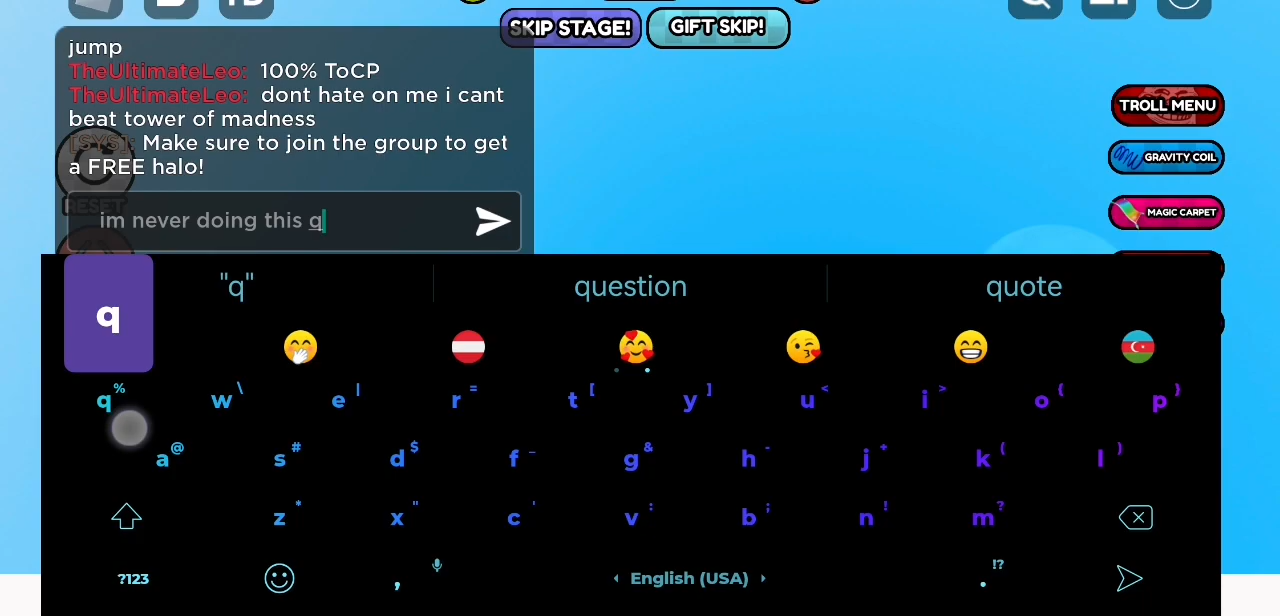 SKIP STAGE!
GIFT SKIP!
jump
TheUltimateLeo: 100% ToCP
TheUltimateLeo: dont hate on me i cant
beat tower of madness
[SYS]: Make sure to join the group to get
a FREE halo!
RESET
im never doing this q
TROLL MENU
GRAVITY COIL
MAGIC CARPET
q
"q" question quote
q % w \ e | r = t [ y ] u < i > o { p }
a @ s # d $ f _ g & h - j + k ( l )
z * x " c ' v : b ; n ! m ?
?123 , English (USA) . !?